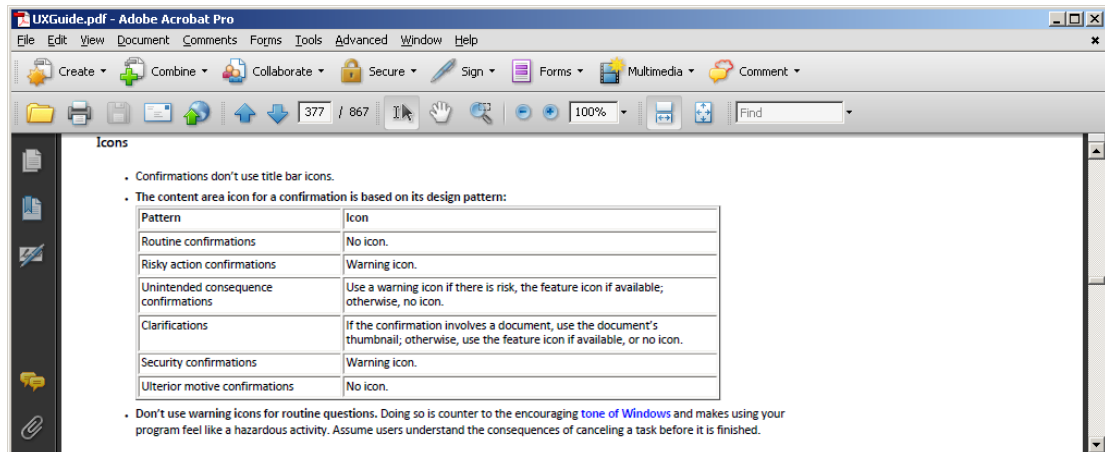 UXGuide.pdf - Adobe Acrobat Pro
File Edit View Document Comments Forms Tools Advanced Window Help
Create Combine Collaborate Secure Sign Forms Multimedia Comment
377 / 867 100% Find
Icons
• Confirmations don't use title bar icons.
• The content area icon for a confirmation is based on its design pattern:
Pattern Icon
Routine confirmations No icon.
Risky action confirmations Warning icon.
Unintended consequence Use a warning icon if there is risk, the feature icon if available;
confirmations otherwise, no icon.
Clarifications If the confirmation involves a document, use the document's
thumbnail; otherwise, use the feature icon if available, or no icon.
Security confirmations Warning icon.
Ulterior motive confirmations No icon.
• Don't use warning icons for routine questions. Doing so is counter to the encouraging tone of Windows and makes using your
program feel like a hazardous activity. Assume users understand the consequences of canceling a task before it is finished.